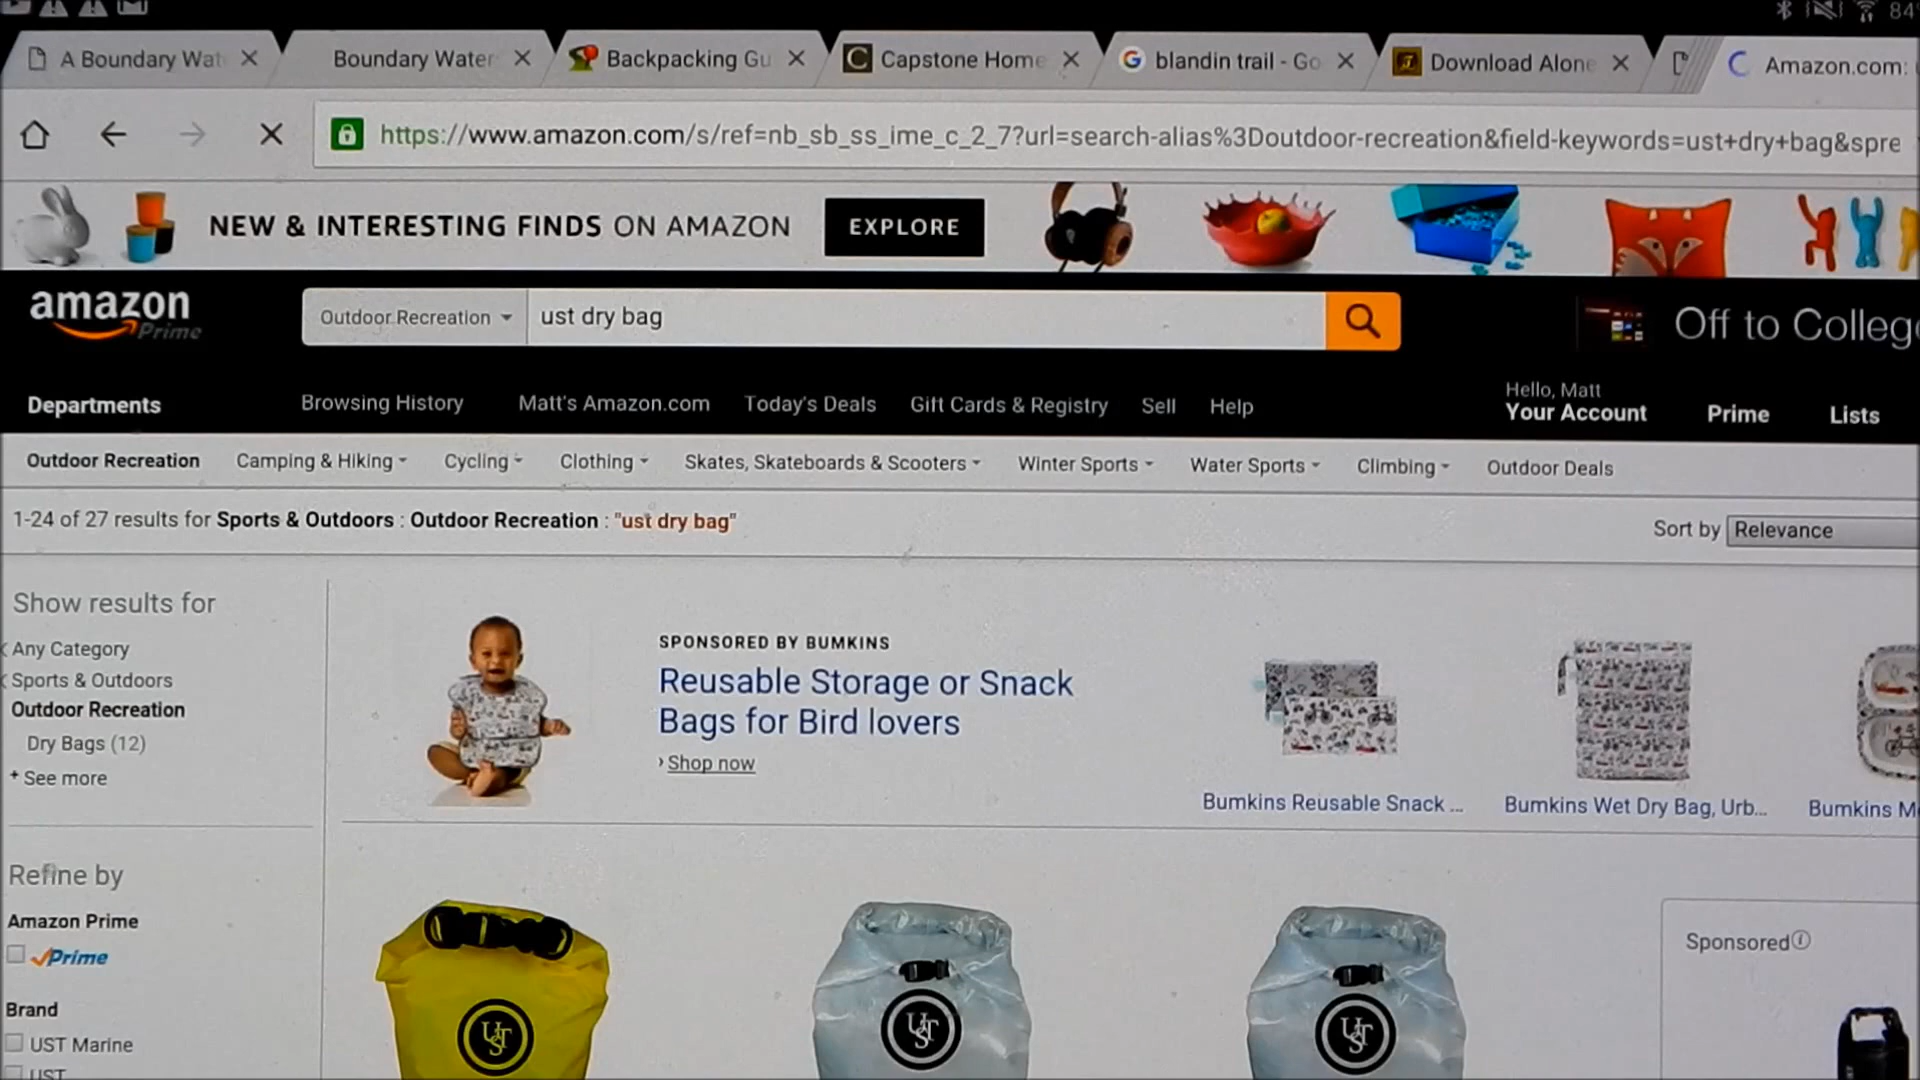 84
A Boundary Wat
Boundary Water
Backpacking Gu
Capstone Home
blandin trail - Go
Download Alone
Amazon.com:
https://www.amazon.com/s/ref=nb_sb_ss_ime_c_2_7?url=search-alias%3Doutdoor-recreation&field-keywords=ust+dry+bag&spre
NEW & INTERESTING FINDS ON AMAZON
EXPLORE
amazon
Prime
Outdoor Recreation
ust dry bag
Off to Colleg
Departments
Browsing History
Matt's Amazon.com
Today's Deals
Gift Cards & Registry
Sell
Help
Hello, Matt
Your Account
Prime
Lists
Outdoor Recreation
Camping & Hiking
Cycling
Clothing
Skates, Skateboards & Scooters
Winter Sports
Water Sports
Climbing
Outdoor Deals
1-24 of 27 results for Sports & Outdoors : Outdoor Recreation : "ust dry bag"
Sort by Relevance
Show results for
Any Category
Sports & Outdoors
Outdoor Recreation
Dry Bags (12)
+ See more
SPONSORED BY BUMKINS
Reusable Storage or Snack
Bags for Bird lovers
› Shop now
Bumkins Reusable Snack ...
Bumkins Wet Dry Bag, Urb...
Bumkins M
Refine by
Amazon Prime
Prime
Brand
UST Marine
UST
UST
UST
UST
Sponsored